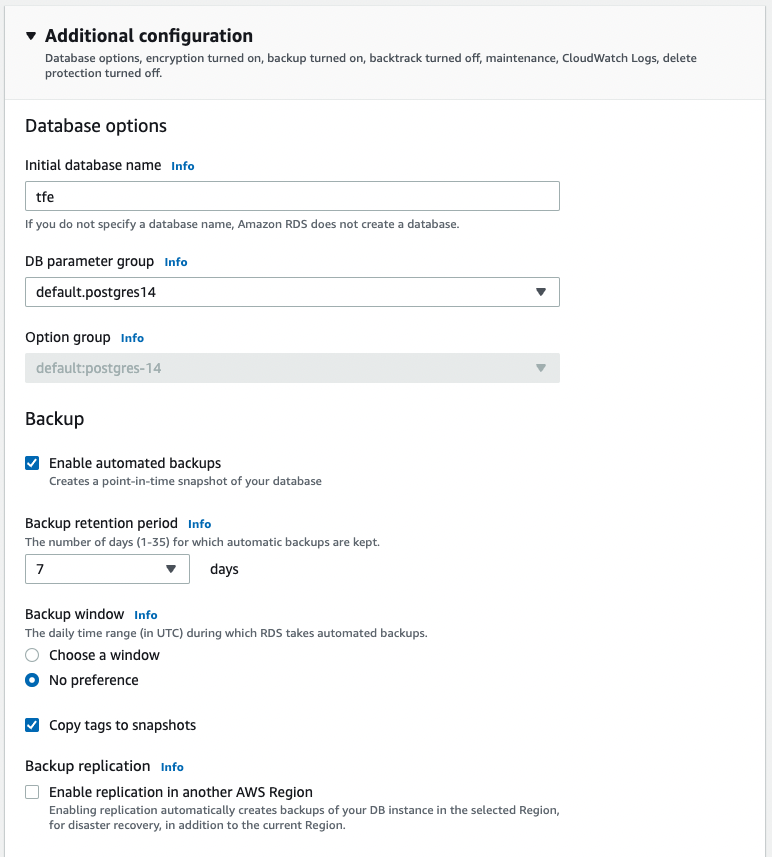 Additional configuration
Database options, encryption turned on, backup turned on, backtrack turned off, maintenance, CloudWatch Logs, delete
protection turned off.
Database options
Initial database name Info
tfe
If you do not specify a database name, Amazon RDS does not create a database.
DB parameter group Info
default.postgres14
Option group Info
default:postgres-14
Backup
Enable automated backups
Creates a point-in-time snapshot of your database
Backup retention period Info
The number of days (1-35) for which automatic backups are kept.
7 days
Backup window Info
The daily time range (in UTC) during which RDS takes automated backups.
Choose a window
No preference
Copy tags to snapshots
Backup replication Info
Enable replication in another AWS Region
Enabling replication automatically creates backups of your DB instance in the selected Region,
for disaster recovery, in addition to the current Region.